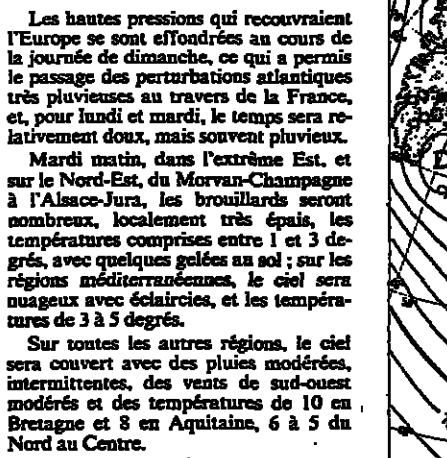 Les hautes pressions qui recouvraient
l'Europe se sont effondrées au cours de
la journée de dimanche, ce qui a permis
le passage des perturbations atlantiques
très pluvieuses au travers de la France,
et, pour lundi et mardi, le temps sera re-
lativement doux, mais souvent pluvieux.
Mardi matin, dans l'extrême Est, et
sur le Nord-Est, du Morvan-Champagne
à l'Alsace-Jura, les brouillards seront
nombreux, localement très épais, les
températures comprises entre 1 et 3 de-
grés, avec quelques gelées au sol ; sur les
régions méditerranéennes, le ciel sera
nuageux avec éclaircies, et les tempéra-
tures de 3 à 5 degrés.
Sur toutes les autres régions, le ciel
sera couvert avec des pluies modérées,
intermittentes, des vents de sud-ouest
modérés et des températures de 10 en
Bretagne et 8 en Aquitaine, 6 à 5 du
Nord au Centre.